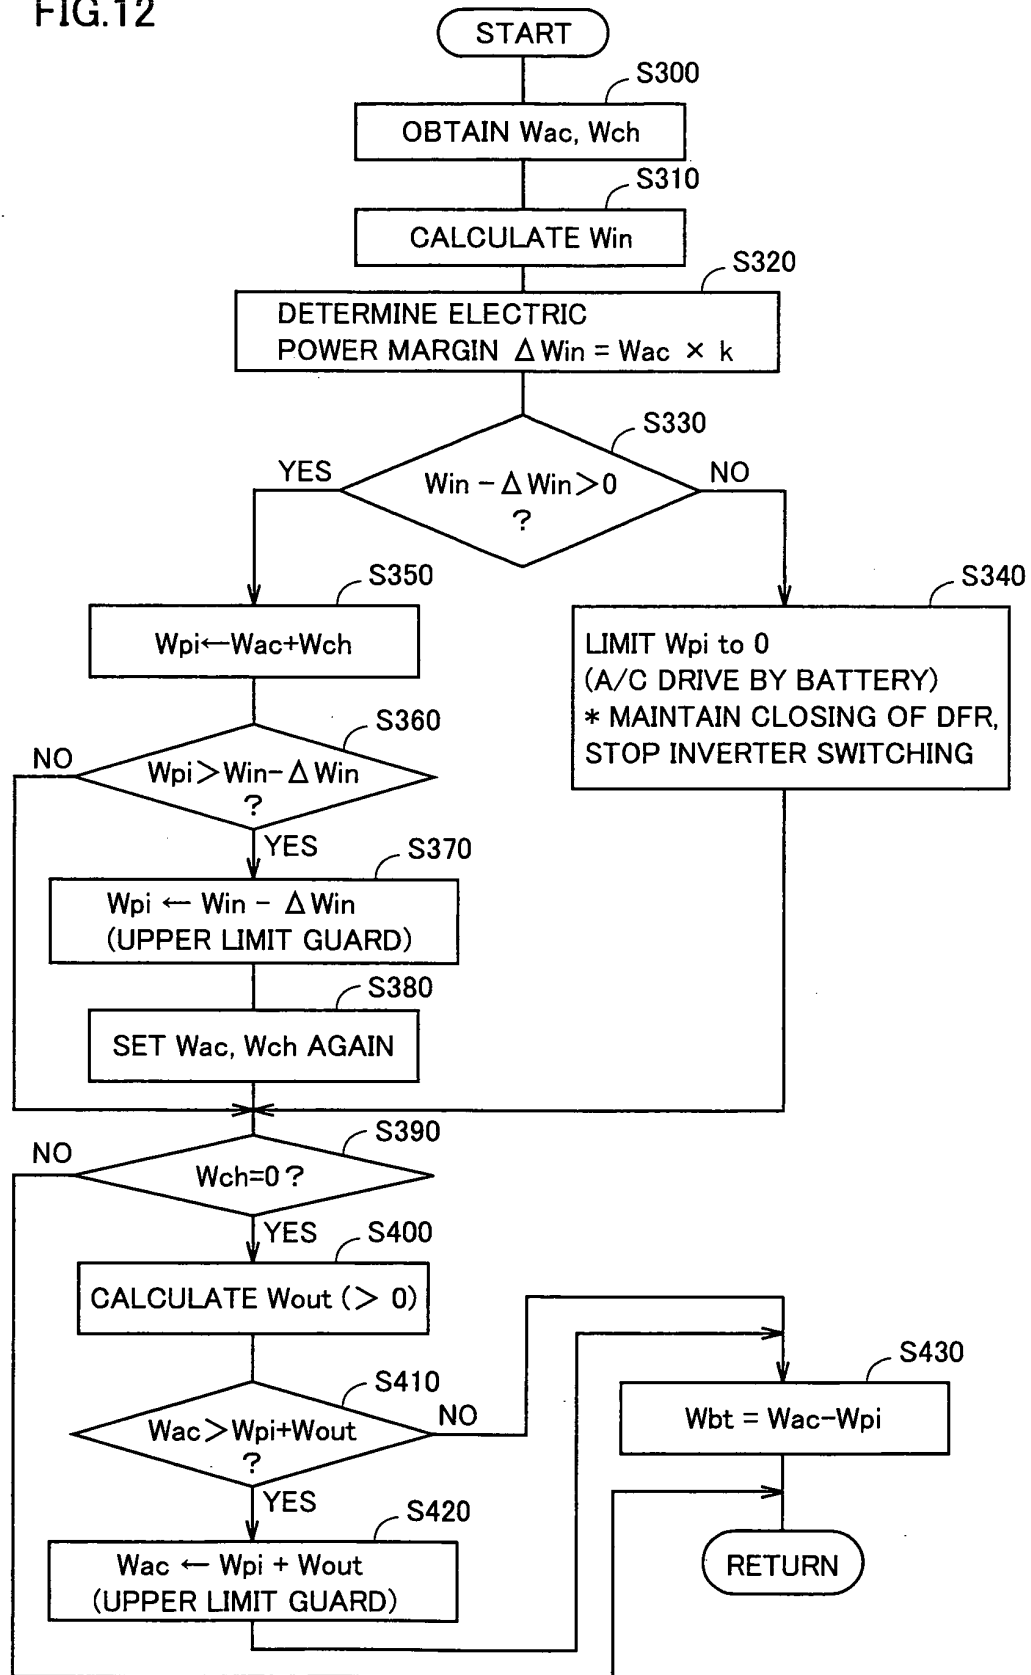 FIG.12
START
S300
OBTAIN Wac, Wch
S310
CALCULATE Win
S320
DETERMINE ELECTRIC
POWER MARGIN ΔWin = Wac × k
S330
YES
Win - ΔWin > 0
?
NO
S350
Wpi←Wac+Wch
S340
LIMIT Wpi to 0
(A/C DRIVE BY BATTERY)
* MAINTAIN CLOSING OF DFR,
STOP INVERTER SWITCHING
S360
NO
Wpi > Win- ΔWin
?
YES
S370
Wpi ← Win - ΔWin
(UPPER LIMIT GUARD)
S380
SET Wac, Wch AGAIN
S390
NO
Wch=0 ?
YES
S400
CALCULATE Wout (> 0)
S410
Wac > Wpi+Wout
?
NO
YES
S420
Wac ← Wpi + Wout
(UPPER LIMIT GUARD)
S430
Wbt = Wac-Wpi
RETURN